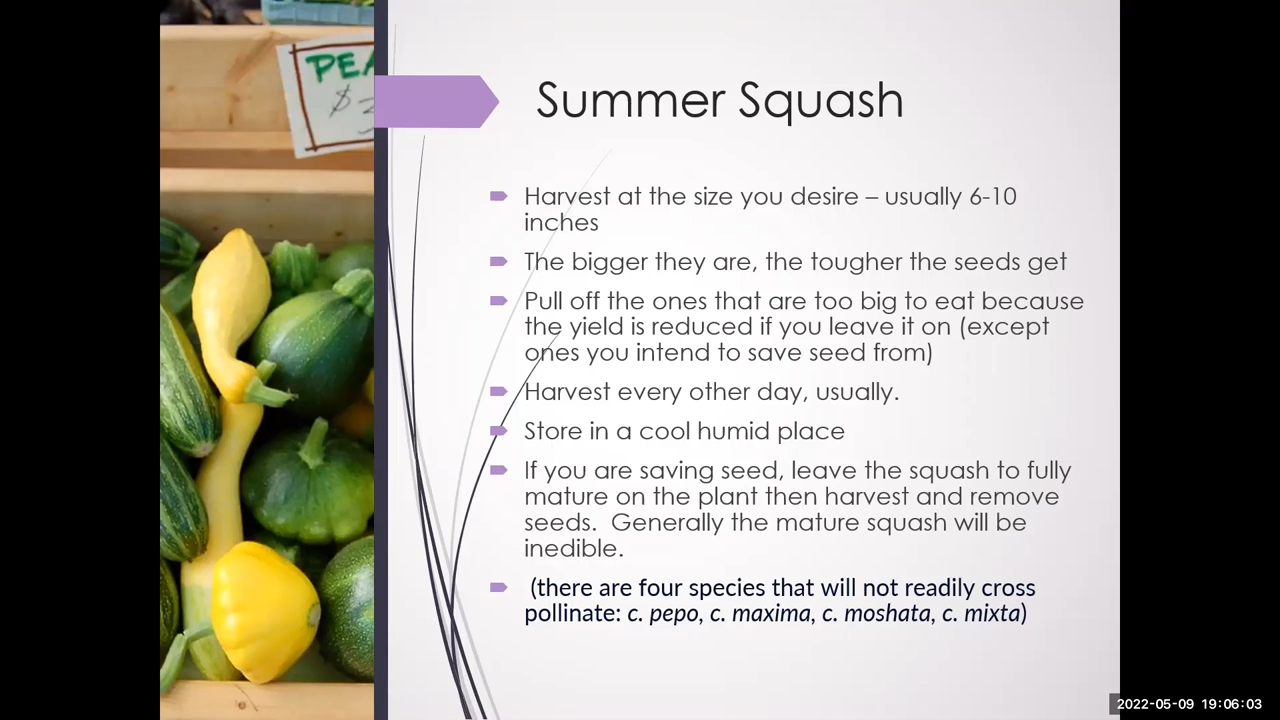 PEA
$
Summer Squash
Harvest at the size you desire – usually 6-10
inches
The bigger they are, the tougher the seeds get
Pull off the ones that are too big to eat because
the yield is reduced if you leave it on (except
ones you intend to save seed from)
Harvest every other day, usually.
Store in a cool humid place
If you are saving seed, leave the squash to fully
mature on the plant then harvest and remove
seeds.  Generally the mature squash will be
inedible.
(there are four species that will not readily cross
pollinate: c. pepo, c. maxima, c. moshata, c. mixta)
2022-05-09 19:06:03